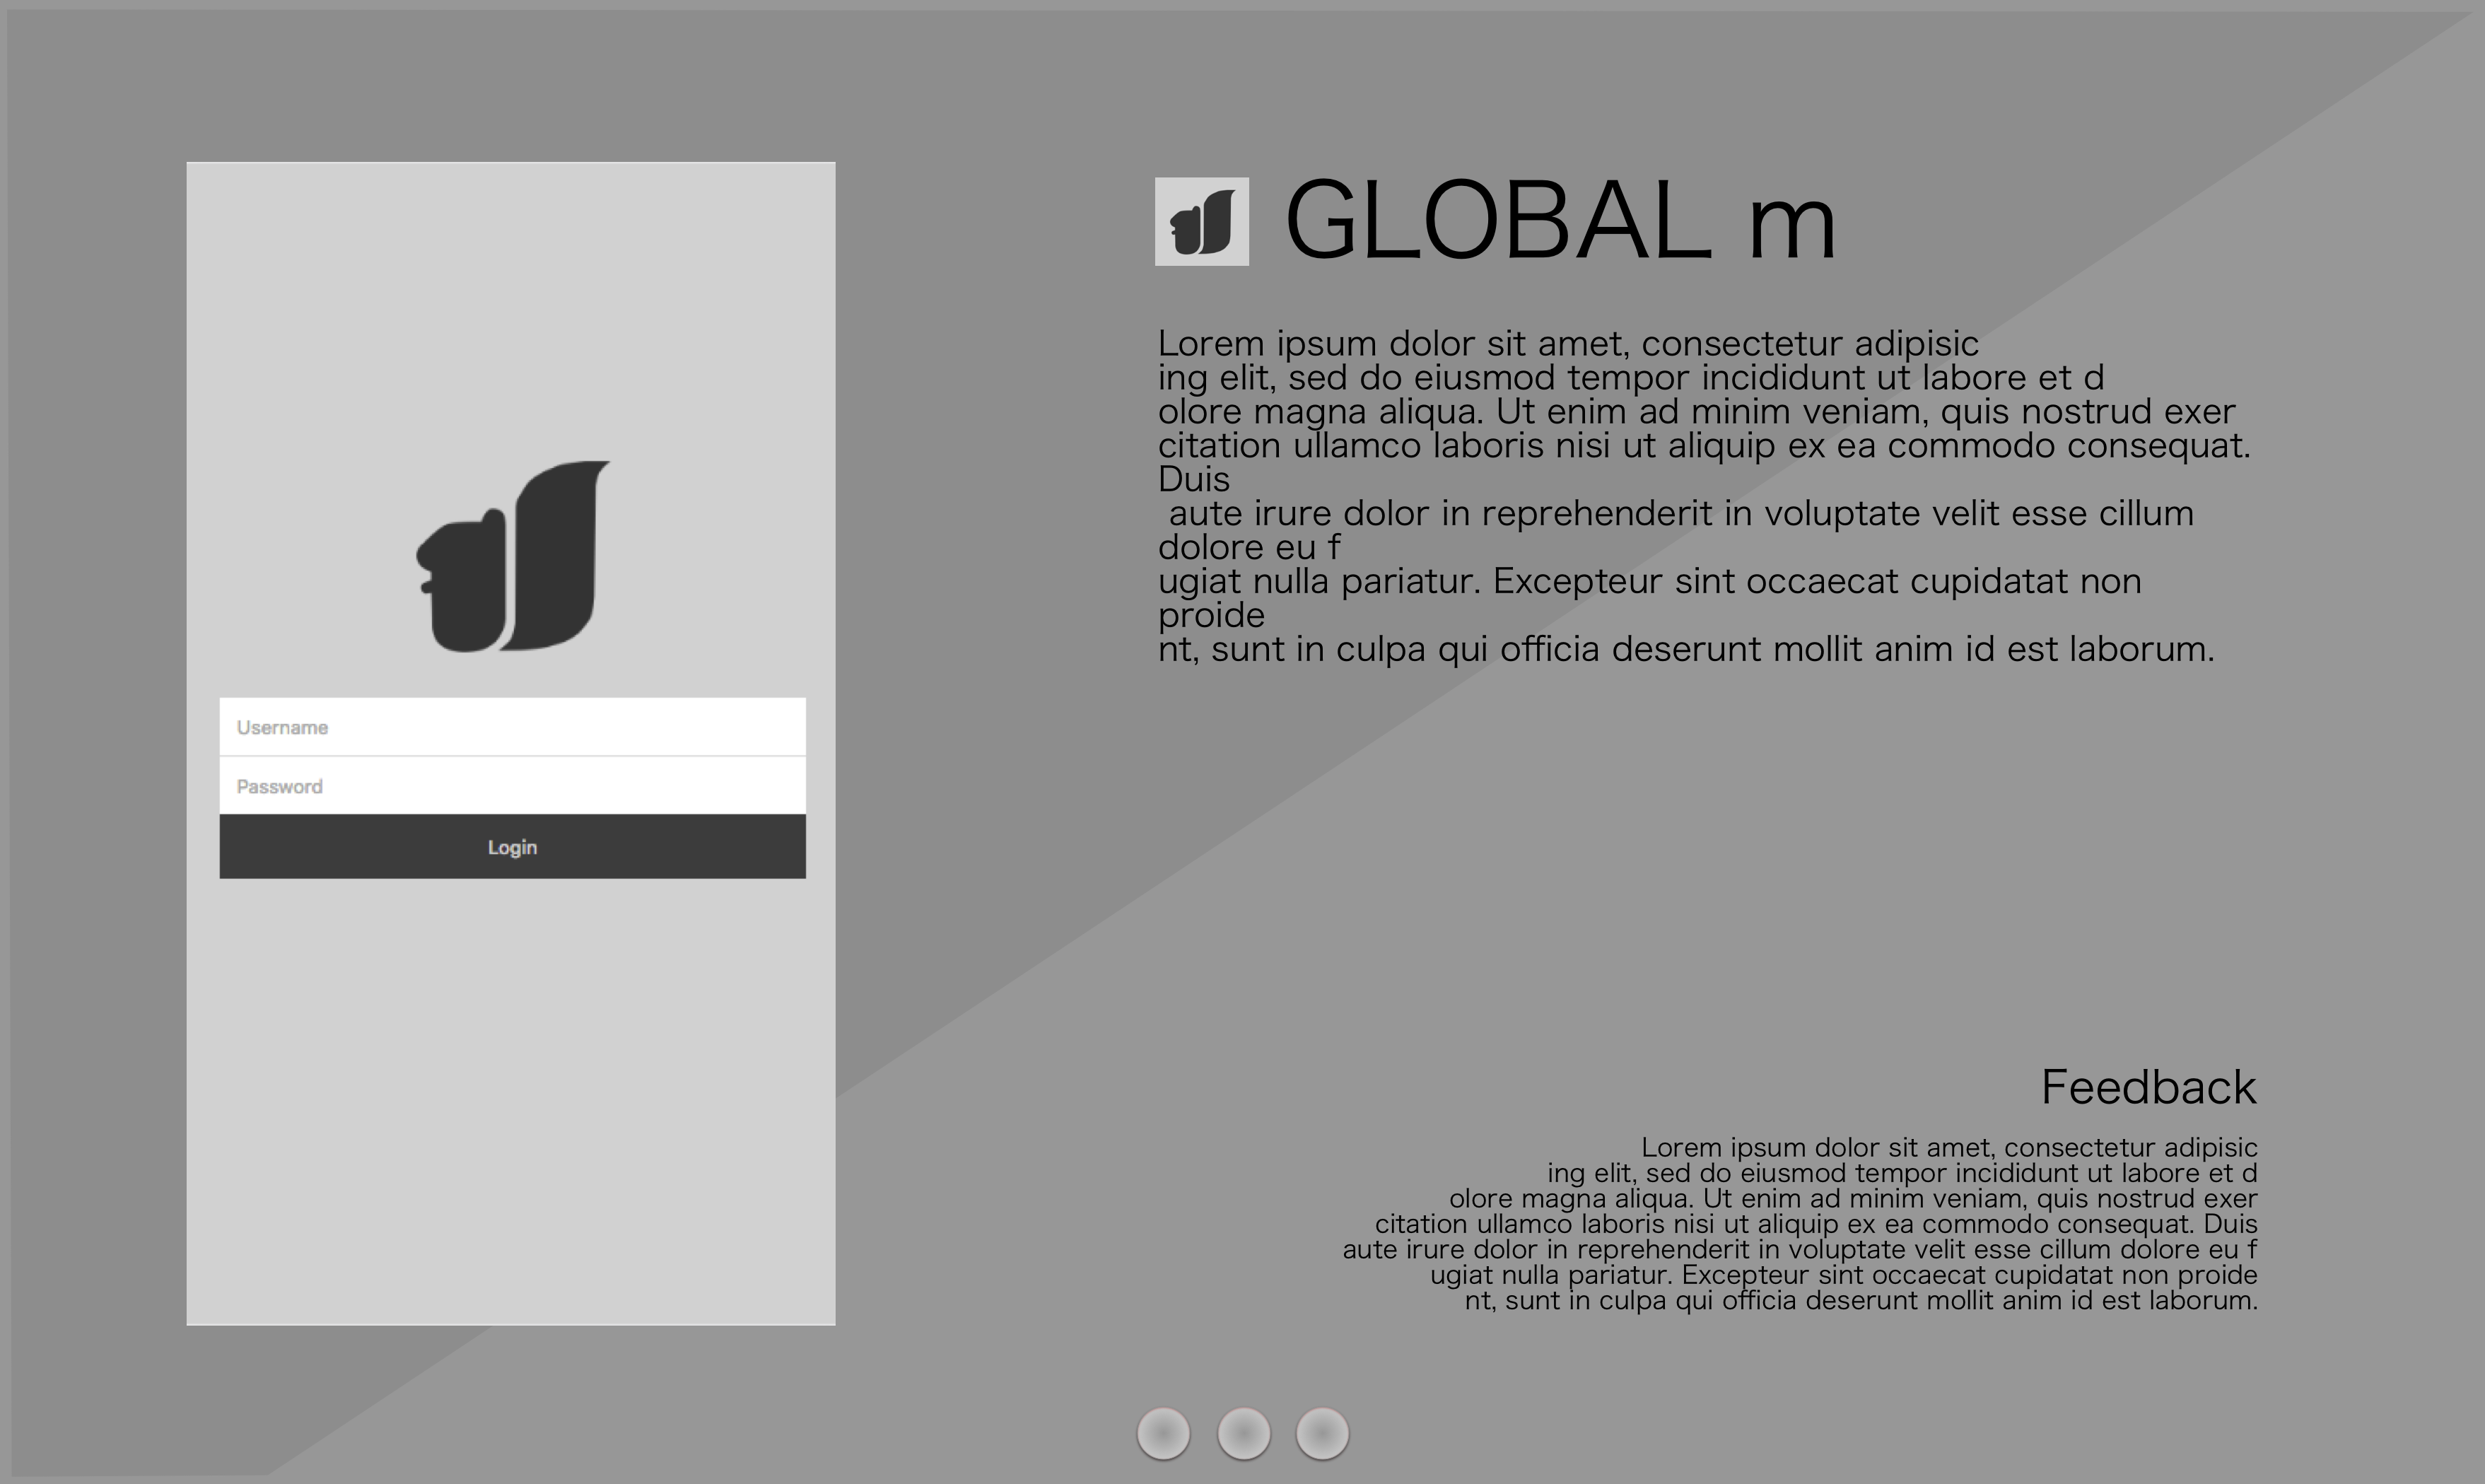 Username
Password
Login
GLOBAL m
Lorem ipsum dolor sit amet, consectetur adipisic
ing elit, sed do eiusmod tempor incididunt ut labore et d
olore magna aliqua. Ut enim ad minim veniam, quis nostrud exer
citation ullamco laboris nisi ut aliquip ex ea commodo consequat.
Duis
aute irure dolor in reprehenderit in voluptate velit esse cillum
dolore eu f
ugiat nulla pariatur. Excepteur sint occaecat cupidatat non
proide
nt, sunt in culpa qui officia deserunt mollit anim id est laborum.
Feedback
Lorem ipsum dolor sit amet, consectetur adipisic
ing elit, sed do eiusmod tempor incididunt ut labore et d
olore magna aliqua. Ut enim ad minim veniam, quis nostrud exer
citation ullamco laboris nisi ut aliquip ex ea commodo consequat. Duis
aute irure dolor in reprehenderit in voluptate velit esse cillum dolore eu f
ugiat nulla pariatur. Excepteur sint occaecat cupidatat non proide
nt, sunt in culpa qui officia deserunt mollit anim id est laborum.